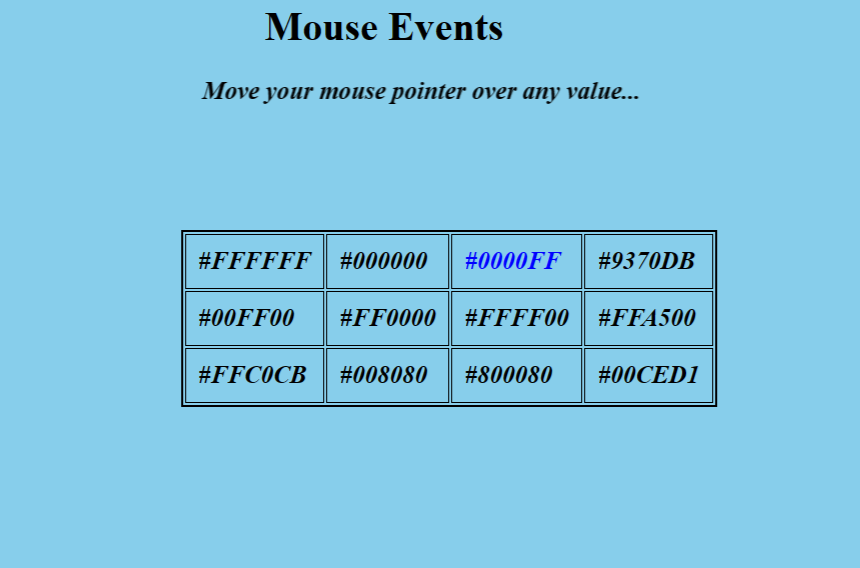 Mouse Events
Move your mouse pointer over any value...
#FFFFFF #000000 #0000FF #9370DB
#00FF00 #FF0000 #FFFF00 #FFA500
#FFC0CB #008080 #800080 #00CED1